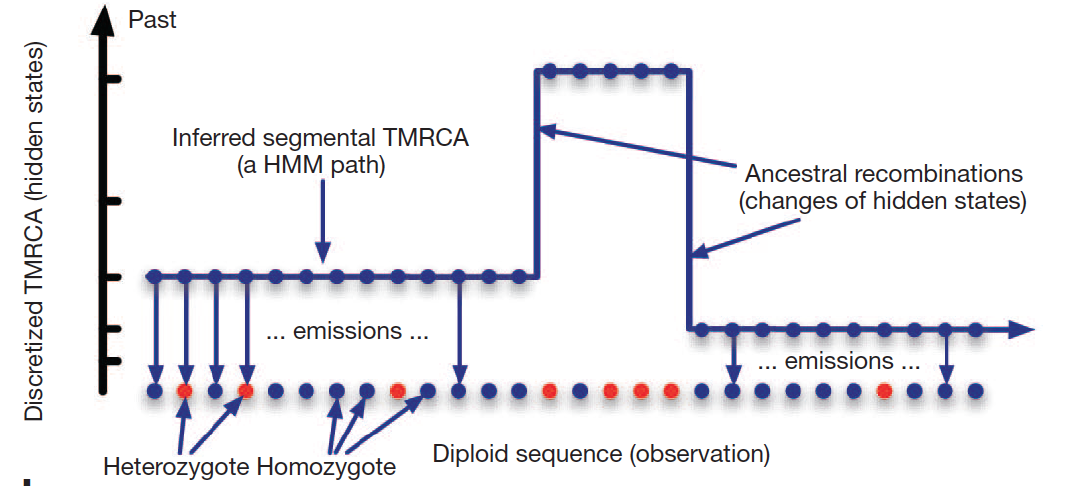 Past
Discretized TMRCA (hidden states)
Inferred segmental TMRCA
(a HMM path)
Ancestral recombinations
(changes of hidden states)
... emissions ...
... emissions ...
Heterozygote Homozygote
Diploid sequence (observation)